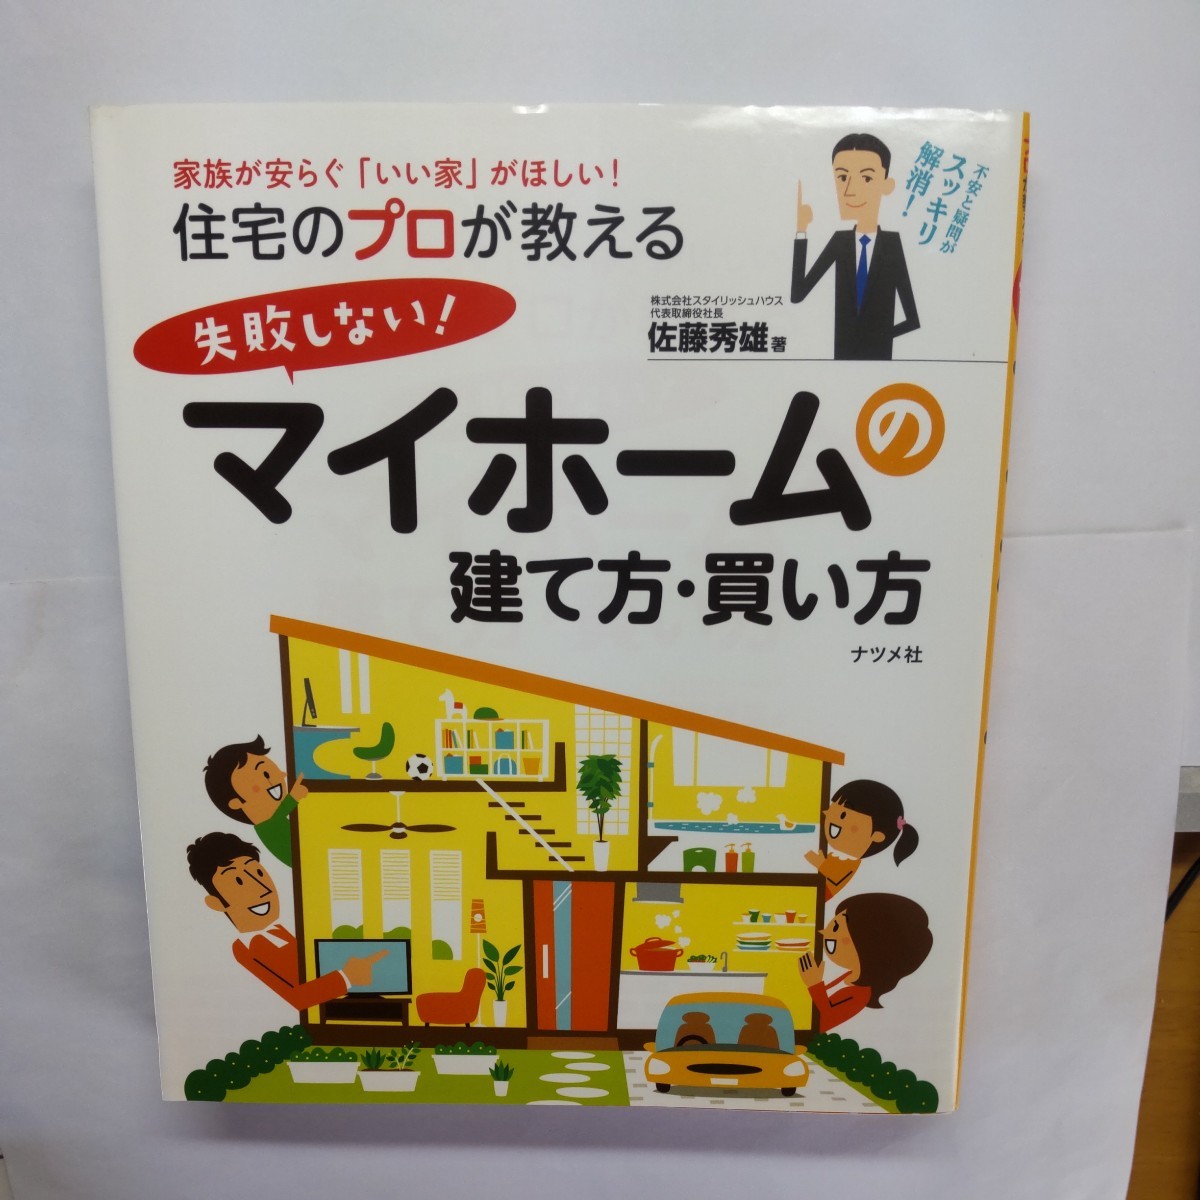 家族が安らぐ「いい家」がほしい!
住宅のプロが教える
失敗しない!
マイホームの
建て方・買い方
不安と疑問が
スッキリ
解消!
株式会社スタイリッシュハウス
代表取締役社長
佐藤秀雄 著
ナツメ社